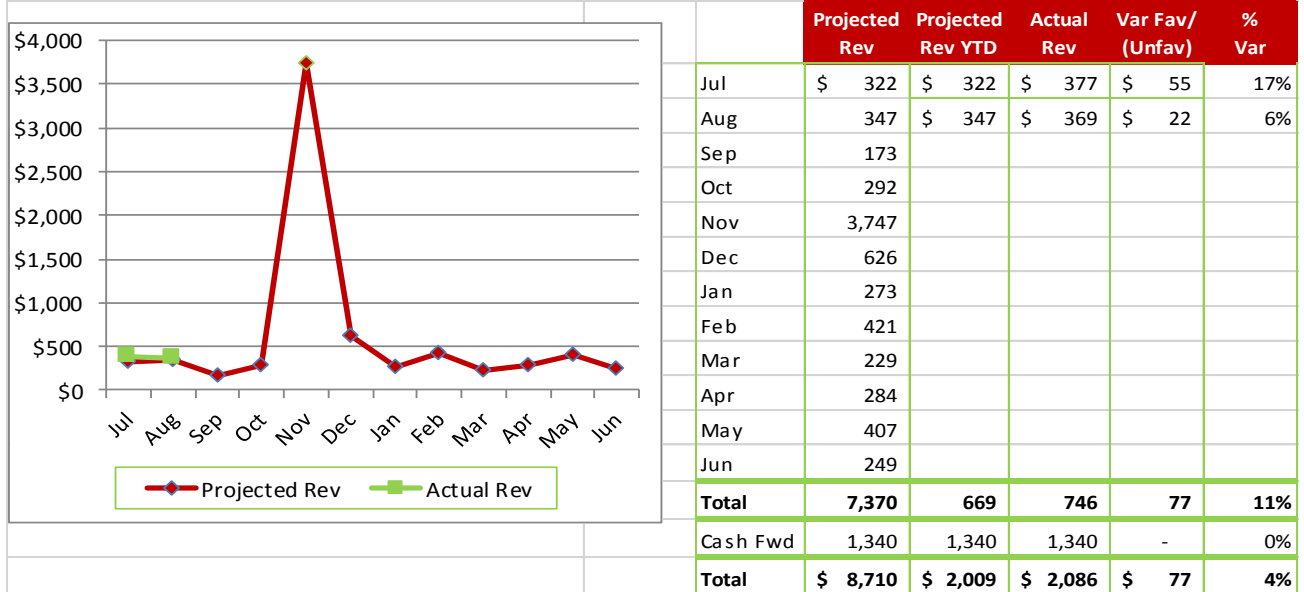 $4,000
$3,500
$3,000
$2,500
$2,000
$1,500
$1,000
$500
$0
Jul Aug Sep Oct Nov Dec Jan Feb Mar Apr May Jun
Projected Rev Actual Rev
Projected Projected Actual Var Fav/ %
Rev Rev YTD Rev (Unfav) Var
Jul $ 322 $ 322 $ 377 $ 55 17%
Aug 347 $ 347 $ 369 $ 22 6%
Sep 173
Oct 292
Nov 3,747
Dec 626
Jan 273
Feb 421
Mar 229
Apr 284
May 407
Jun 249
Total 7,370 669 746 77 11%
Cash Fwd 1,340 1,340 1,340 - 0%
Total $ 8,710 $ 2,009 $ 2,086 $ 77 4%